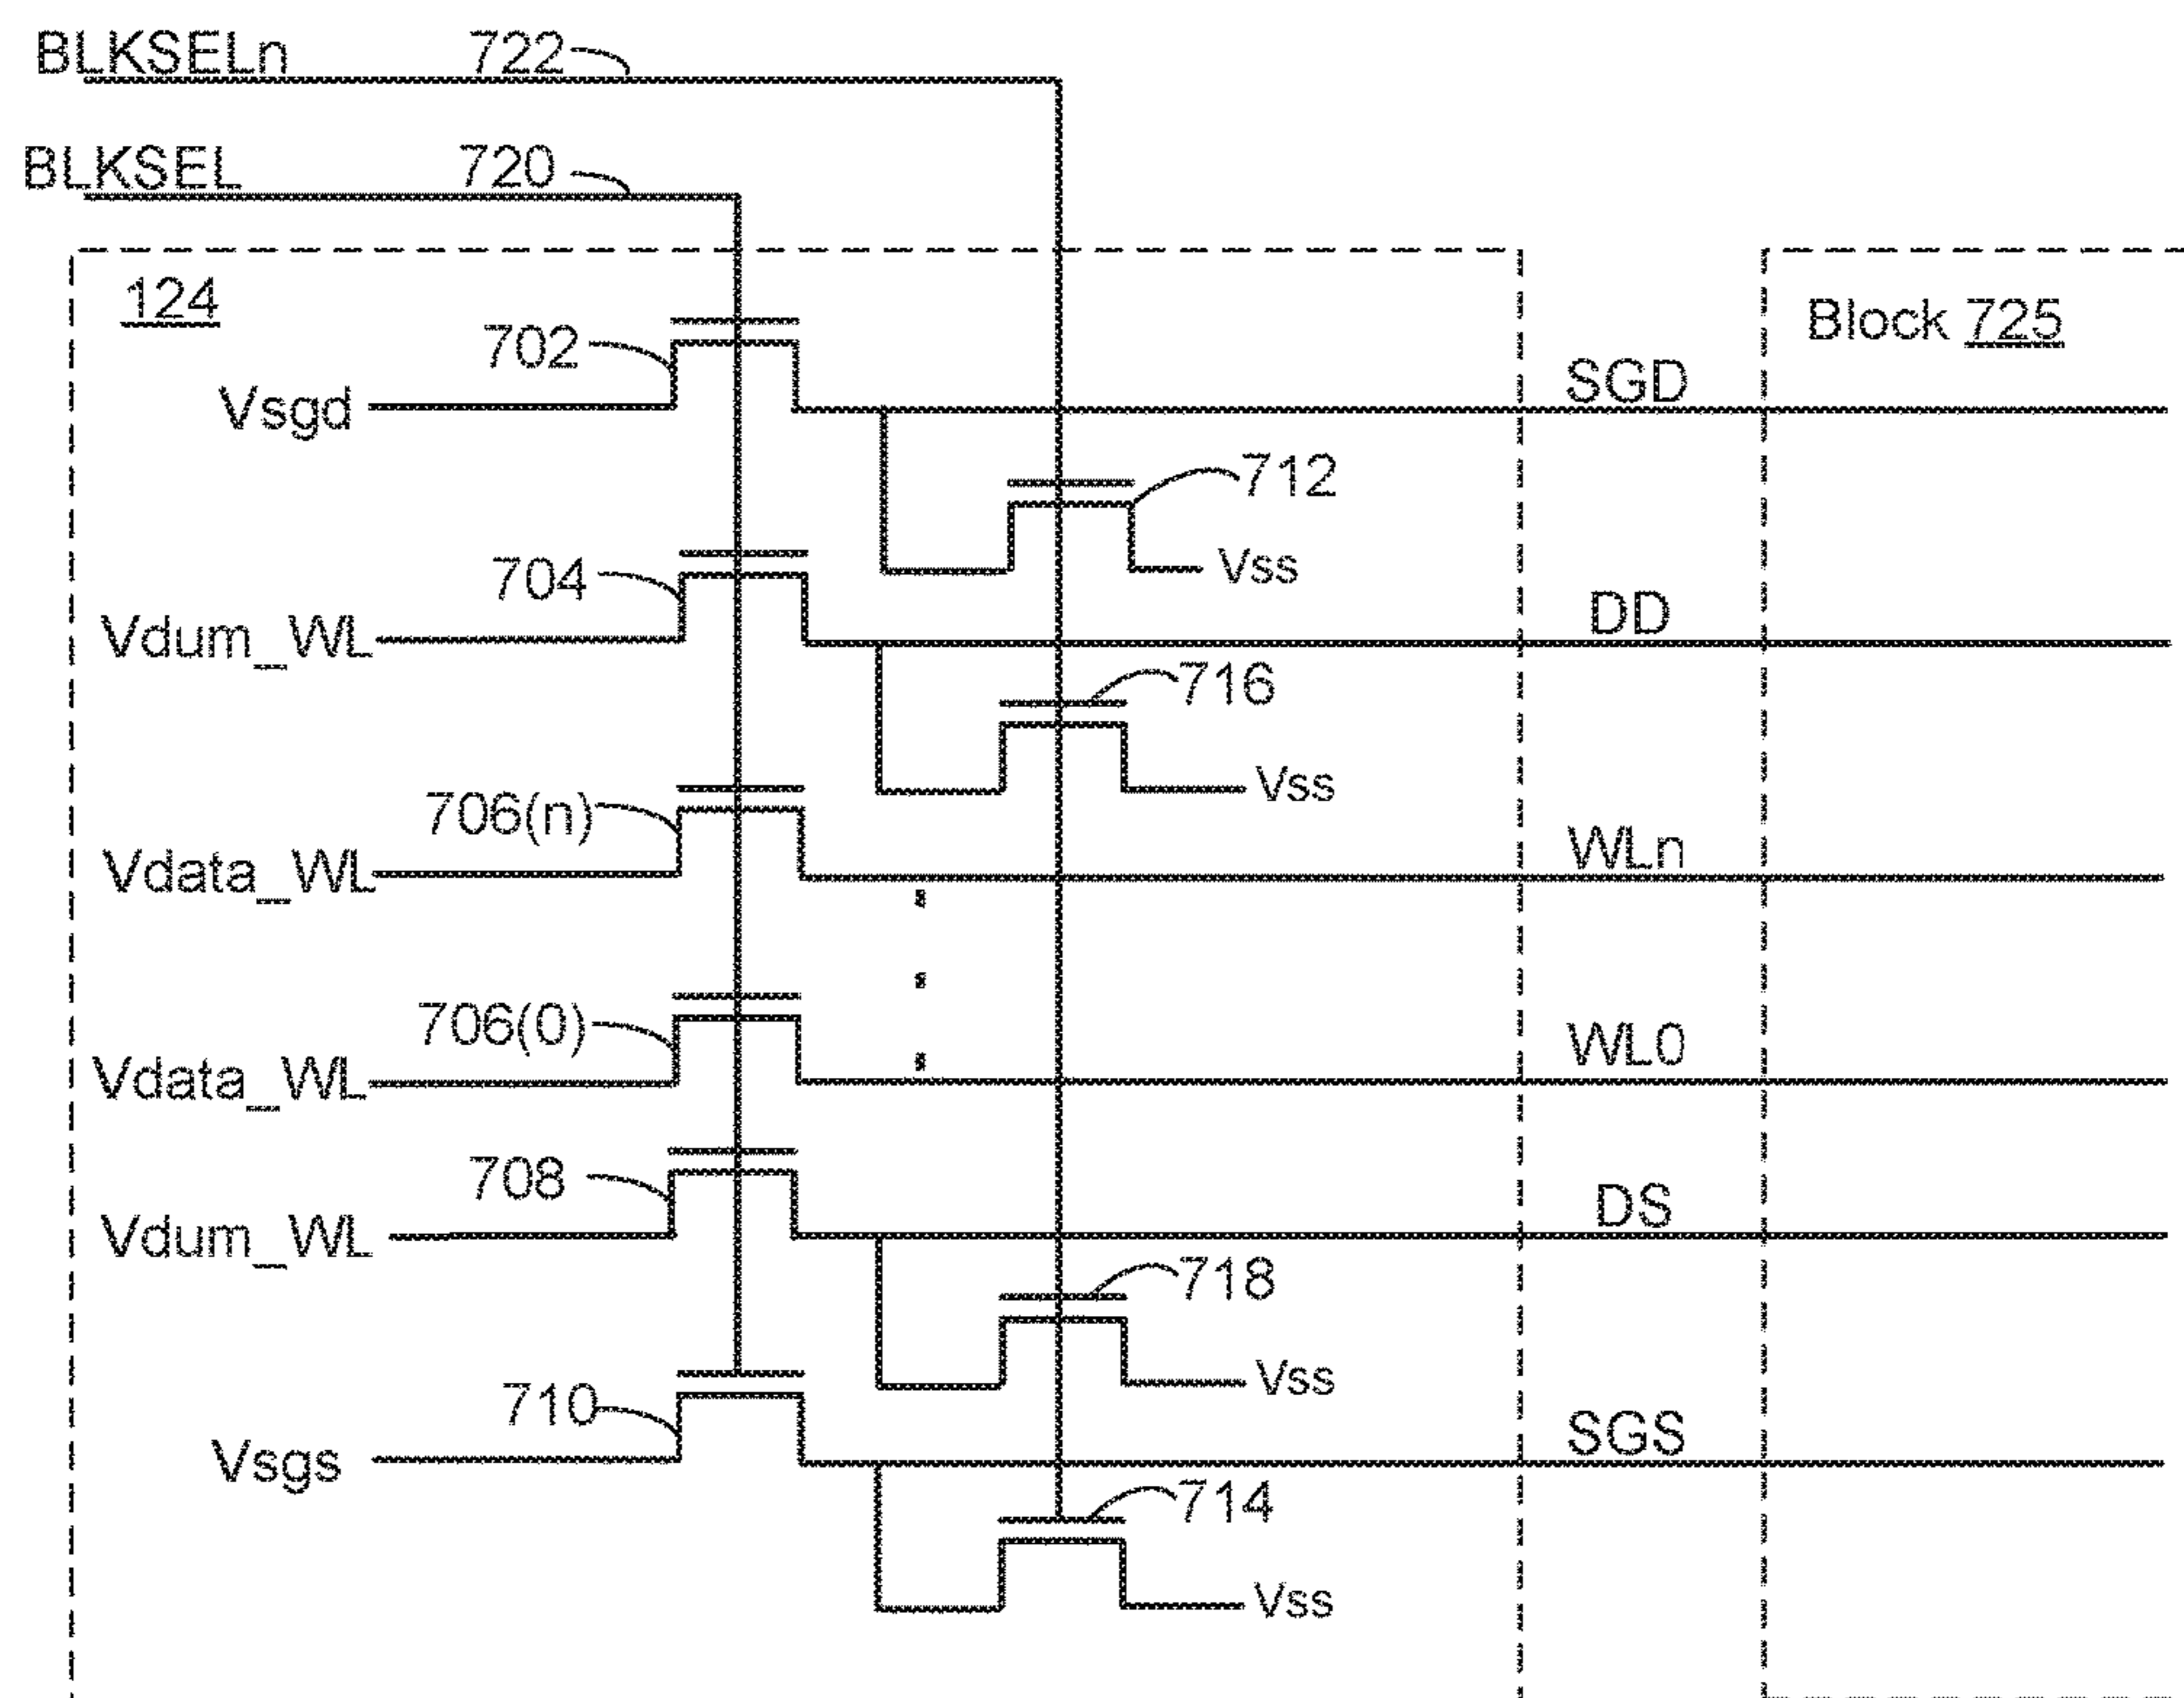 BLKSELn 722
BLKSEL 720
124
Block 725
702
Vsgd
SGD
712
Vss
704
Vdum_WL
DD
716
Vss
706(n)
Vdata_WL
WLn
706(0)
Vdata_WL
WL0
708
Vdum_WL
DS
718
Vss
710
Vsgs
SGS
714
Vss